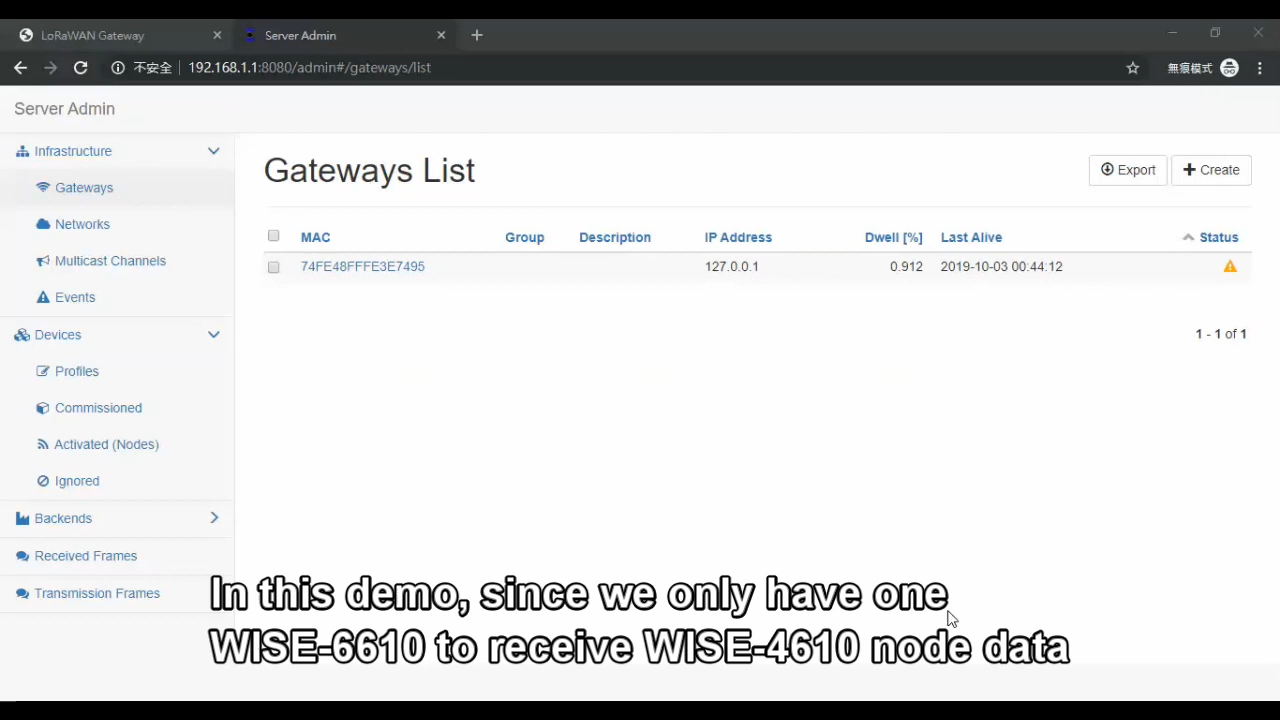 LoRaWAN Gateway
Server Admin
不安全
192.168.1.1:8080/admin#/gateways/list
無痕模式
Server Admin
Infrastructure
Gateways
Networks
Multicast Channels
Events
Devices
Profiles
Commissioned
Activated (Nodes)
Ignored
Backends
Received Frames
Transmission Frames
Gateways List
Export
Create
MAC Group Description IP Address Dwell [%] Last Alive Status
74FE48FFFE3E7495 127.0.0.1 0.912 2019-10-03 00:44:12
1 - 1 of 1
In this demo, since we only have one
WISE-6610 to receive WISE-4610 node data